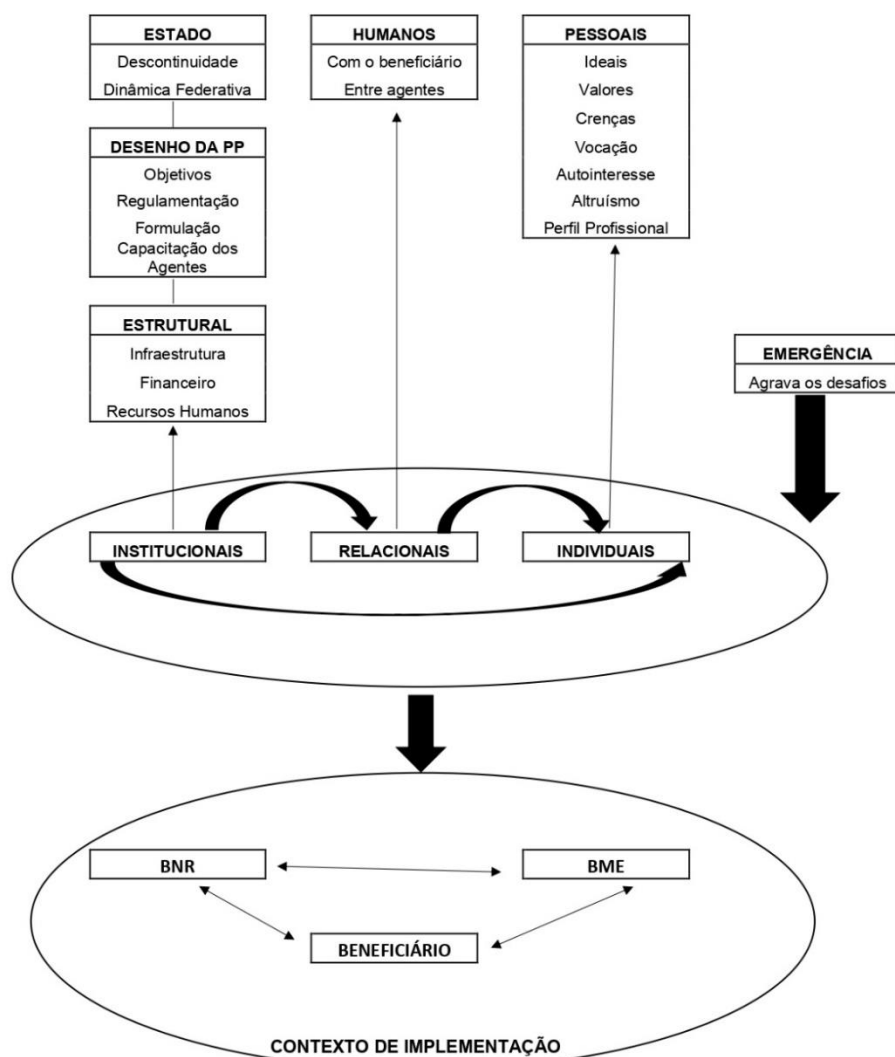 ESTADO
Descontinuidade
Dinâmica Federativa
DESENHO DA PP
Objetivos
Regulamentação
Formulação
Capacitação dos
Agentes
ESTRUTURAL
Infraestrutura
Financeiro
Recursos Humanos
HUMANOS
Com o beneficiário
Entre agentes
PESSOAIS
Ideais
Valores
Crenças
Vocação
Autointeresse
Altruísmo
Perfil Profissional
EMERGÊNCIA
Agrava os desafios
INSTITUCIONAIS
RELACIONAIS
INDIVIDUAIS
BNR
BME
BENEFICIÁRIO
CONTEXTO DE IMPLEMENTAÇÃO